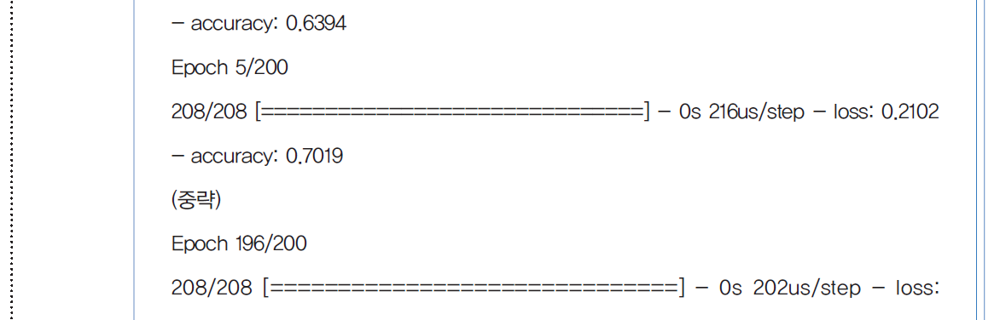 - accuracy: 0.6394
Epoch 5/200
208/208 [==============================] - 0s 216us/step - loss: 0.2102
- accuracy: 0.7019
(중략)
Epoch 196/200
208/208 [==============================] - 0s 202us/step - loss: